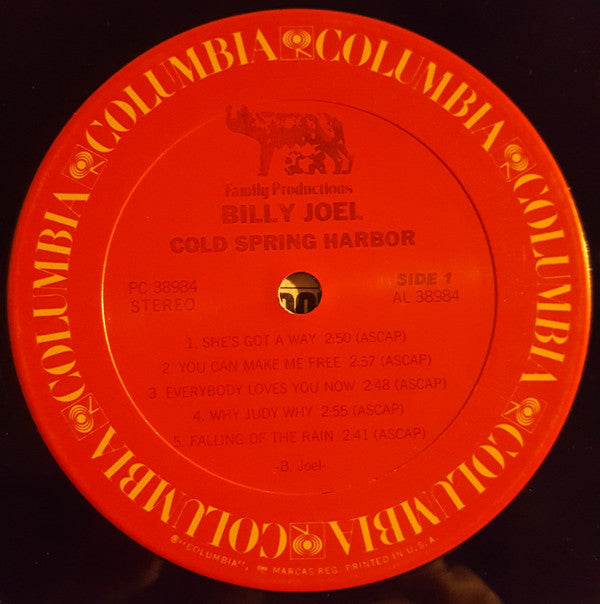 COLUMBIA COLUMBIA COLUMBIA COLUMBIA COLUMBIA COLUMBIA
Family Productions
BILLY JOEL
COLD SPRING HARBOR
PC 38984
STEREO
SIDE 1
AL 38984
1. SHE'S GOT A WAY 2:50 (ASCAP)
2. YOU CAN MAKE ME FREE 2:57 (ASCAP)
3. EVERYBODY LOVES YOU NOW 2:48 (ASCAP)
4. WHY JUDY WHY 2:55 (ASCAP)
5. FALLING OF THE RAIN 2:41 (ASCAP)
-B. Joel-
® "COLUMBIA", MARCAS REG. PRINTED IN U.S.A.